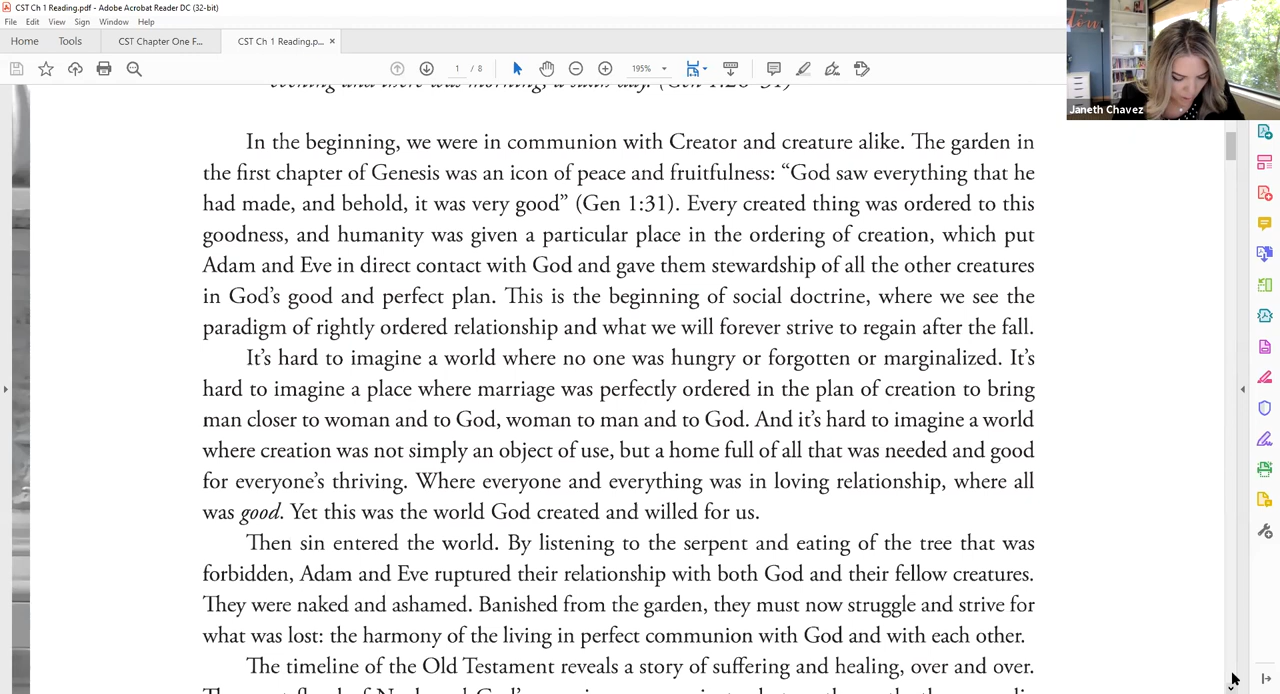 CST Ch 1 Reading.pdf - Adobe Acrobat Reader DC (32-bit)
File Edit View Sign Window Help
Home Tools CST Chapter One F... CST Ch 1 Reading.p... ×
1 / 8 195%
Janeth Chavez
evening and there was morning, a sixth day. (Gen 1:26–31)
In the beginning, we were in communion with Creator and creature alike. The garden in
the first chapter of Genesis was an icon of peace and fruitfulness: “God saw everything that he
had made, and behold, it was very good” (Gen 1:31). Every created thing was ordered to this
goodness, and humanity was given a particular place in the ordering of creation, which put
Adam and Eve in direct contact with God and gave them stewardship of all the other creatures
in God’s good and perfect plan. This is the beginning of social doctrine, where we see the
paradigm of rightly ordered relationship and what we will forever strive to regain after the fall.
It’s hard to imagine a world where no one was hungry or forgotten or marginalized. It’s
hard to imagine a place where marriage was perfectly ordered in the plan of creation to bring
man closer to woman and to God, woman to man and to God. And it’s hard to imagine a world
where creation was not simply an object of use, but a home full of all that was needed and good
for everyone’s thriving. Where everyone and everything was in loving relationship, where all
was good. Yet this was the world God created and willed for us.
Then sin entered the world. By listening to the serpent and eating of the tree that was
forbidden, Adam and Eve ruptured their relationship with both God and their fellow creatures.
They were naked and ashamed. Banished from the garden, they must now struggle and strive for
what was lost: the harmony of the living in perfect communion with God and with each other.
The timeline of the Old Testament reveals a story of suffering and healing, over and over.